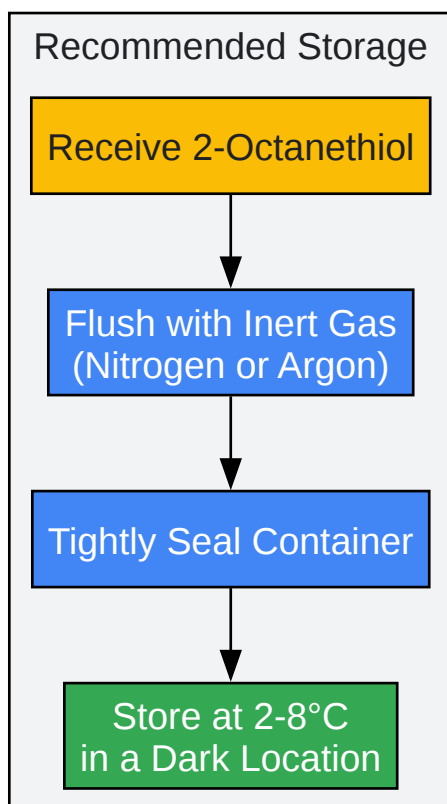 Recommended Storage
Receive 2-Octanethiol
Flush with Inert Gas
(Nitrogen or Argon)
Tightly Seal Container
Store at 2-8°C
in a Dark Location